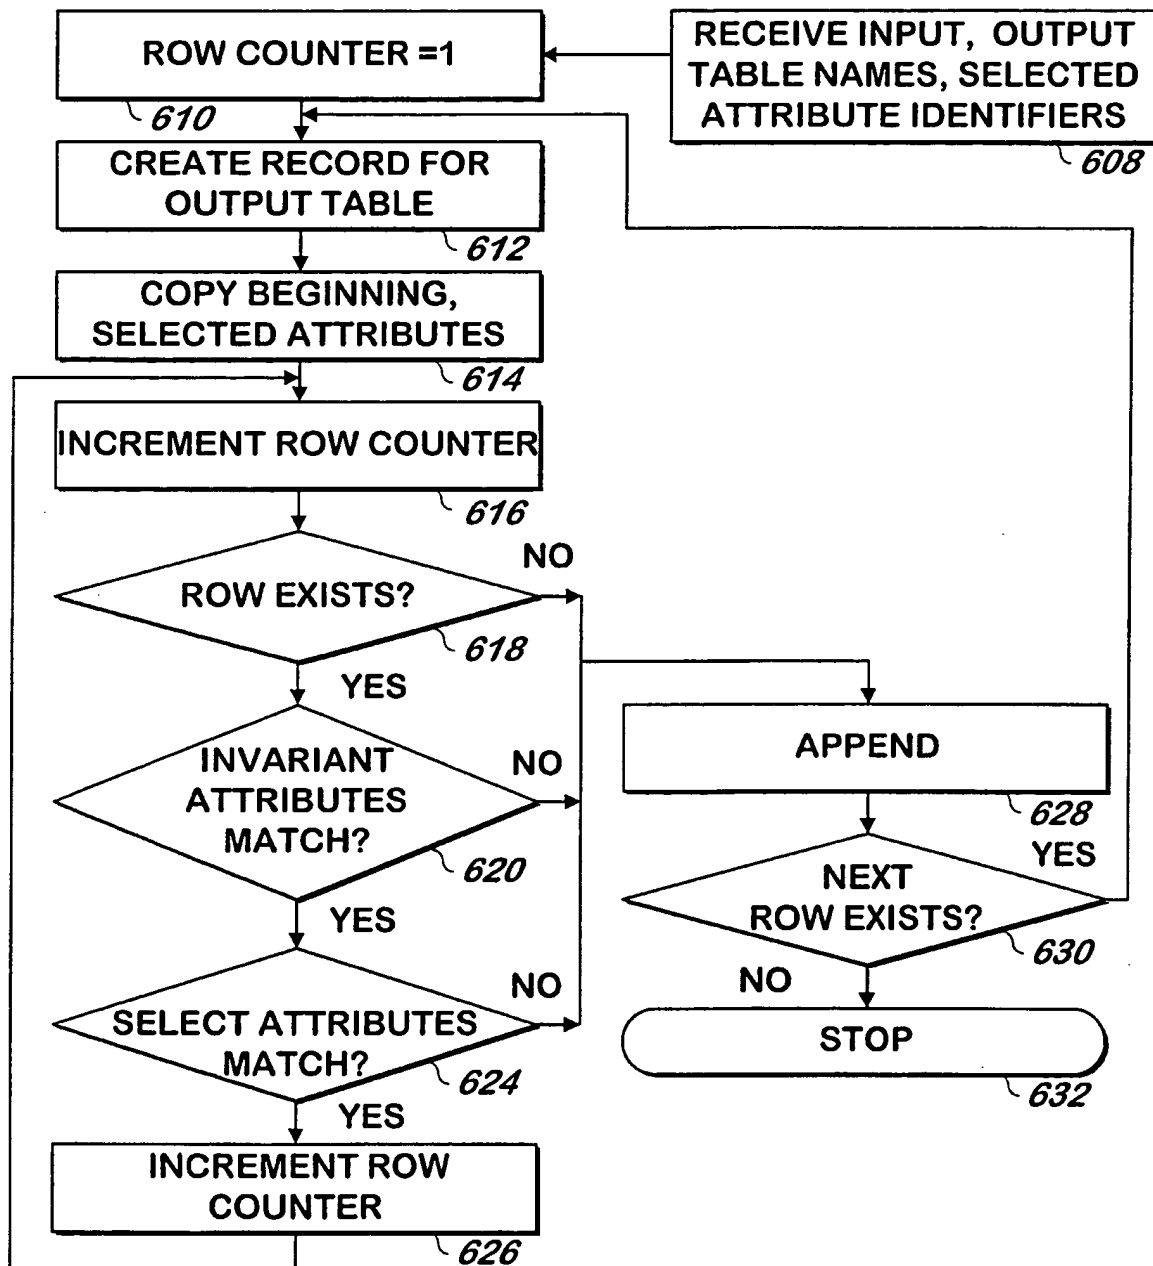 ROW COUNTER =1
610
RECEIVE INPUT, OUTPUT
TABLE NAMES, SELECTED
ATTRIBUTE IDENTIFIERS
608
CREATE RECORD FOR
OUTPUT TABLE
612
COPY BEGINNING,
SELECTED ATTRIBUTES
614
INCREMENT ROW COUNTER
616
ROW EXISTS?
NO
618
YES
INVARIANT
ATTRIBUTES
MATCH?
NO
620
YES
SELECT ATTRIBUTES
MATCH?
NO
624
YES
INCREMENT ROW
COUNTER
626
APPEND
628
NEXT
ROW EXISTS?
YES
630
NO
STOP
632